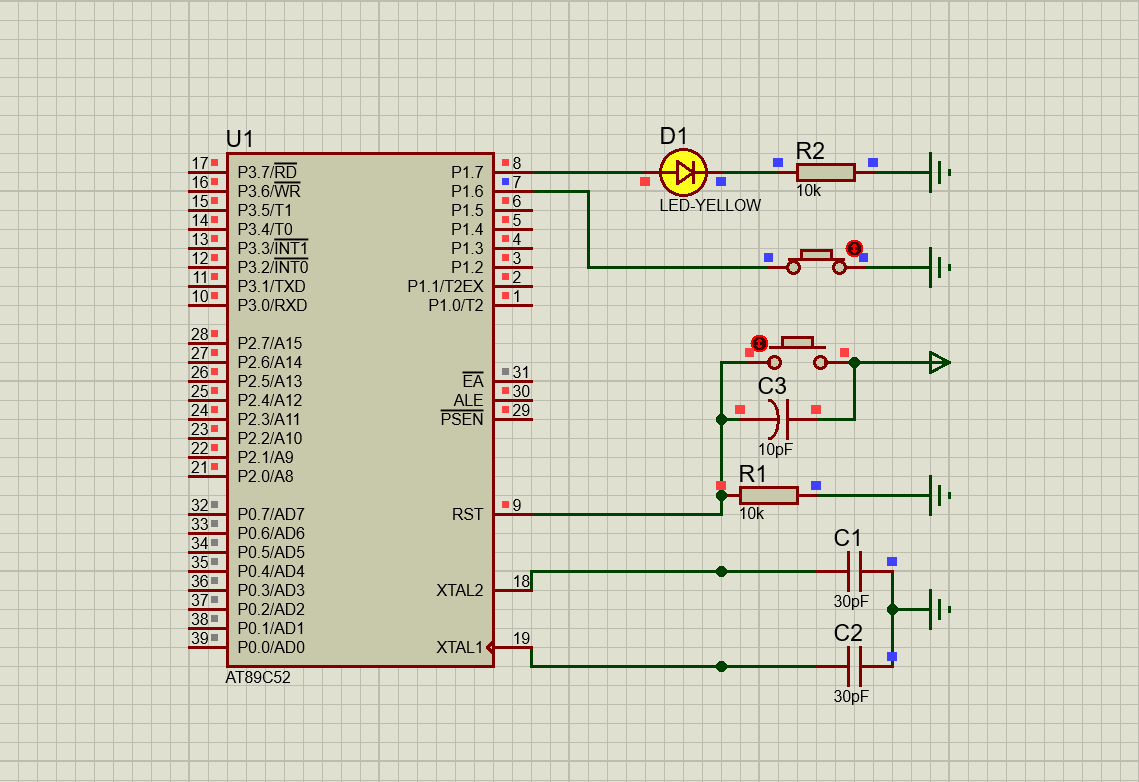 U1
17 P3.7/RD
16 P3.6/WR
15 P3.5/T1
14 P3.4/T0
13 P3.3/INT1
12 P3.2/INT0
11 P3.1/TXD
10 P3.0/RXD
28 P2.7/A15
27 P2.6/A14
26 P2.5/A13
25 P2.4/A12
24 P2.3/A11
23 P2.2/A10
22 P2.1/A9
21 P2.0/A8
32 P0.7/AD7
33 P0.6/AD6
34 P0.5/AD5
35 P0.4/AD4
36 P0.3/AD3
37 P0.2/AD2
38 P0.1/AD1
39 P0.0/AD0
P1.7 8
P1.6 7
P1.5 6
P1.4 5
P1.3 4
P1.2 3
P1.1/T2EX 2
P1.0/T2 1
EA 31
ALE 30
PSEN 29
RST 9
XTAL2 18
XTAL1 19
AT89C52
D1
LED-YELLOW
R2
10k
C3
10pF
R1
10k
C1
30pF
C2
30pF